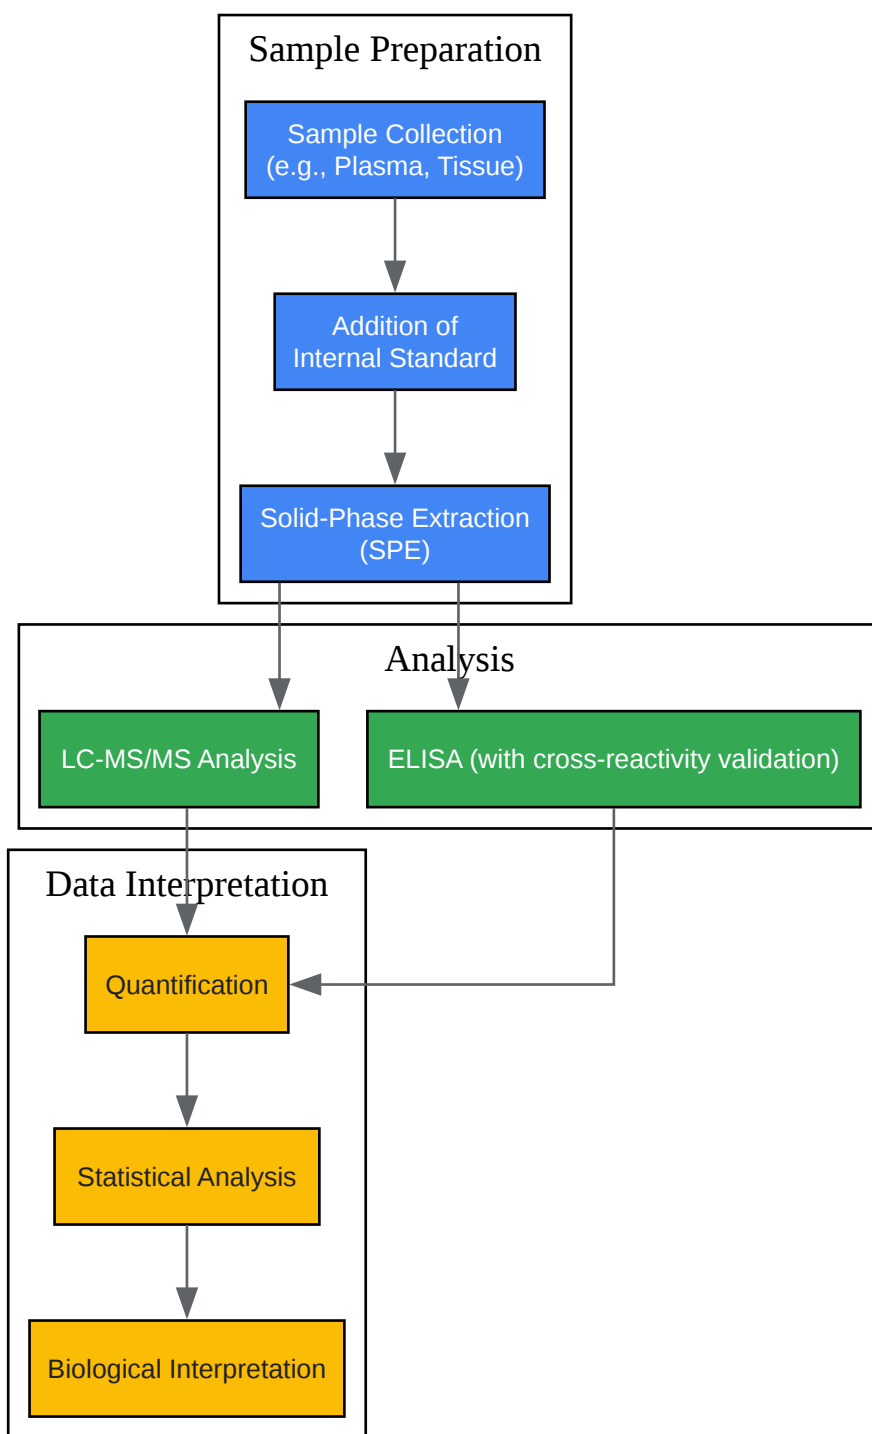 Sample Preparation
Sample Collection
(e.g., Plasma, Tissue)
Addition of
Internal Standard
Solid-Phase Extraction
(SPE)
Analysis
LC-MS/MS Analysis
ELISA (with cross-reactivity validation)
Data Interpretation
Quantification
Statistical Analysis
Biological Interpretation